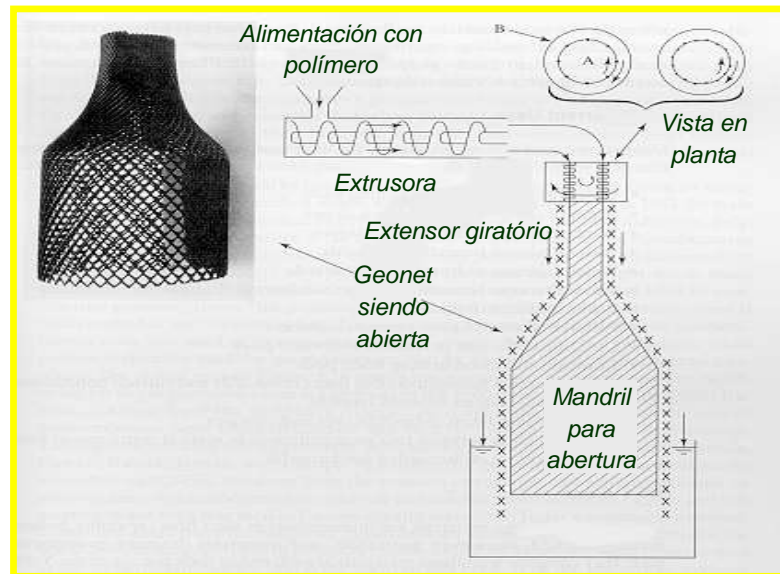 Alimentación con
polímero
B
A
Vista en
planta
Extrusora
Extensor giratório
Geonet
siendo
abierta
Mandril
para
abertura